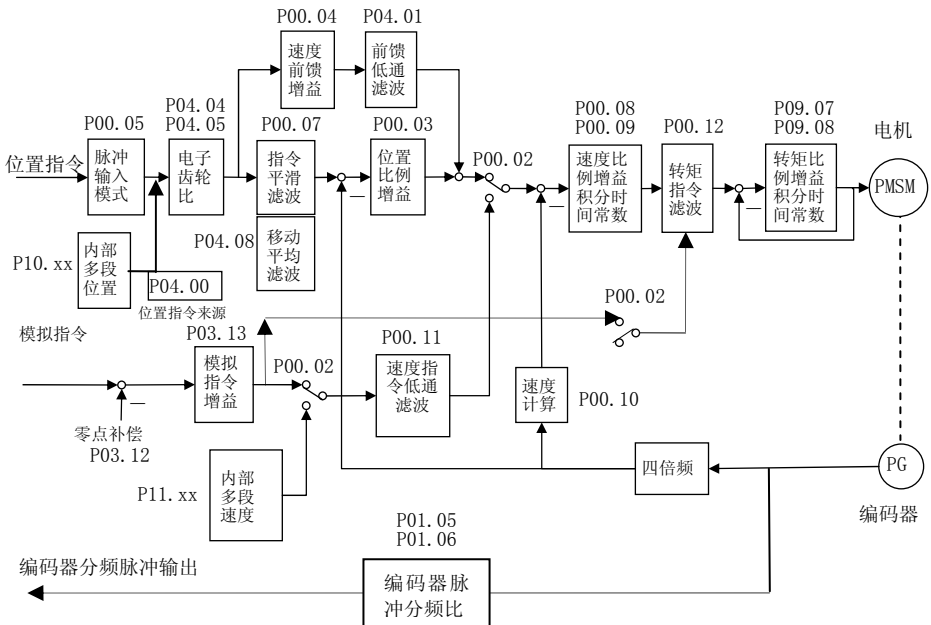 P00.04
P04.01
速度
前馈
增益
前馈
低通
滤波
P00.05
P04.04
P04.05
P00.07
P00.03
P00.02
P00.08
P00.09
P00.12
P09.07
P09.08
电机
位置指令
脉冲
输入
模式
电子
齿轮
比
指令
平滑
滤波
位置
比例
增益
速度比
例增益
积分时
间常数
转矩
指令
滤波
转矩比
例增益
积分时
间常数
PMSM
P04.08
移动
平均
滤波
P10.xx
内部
多段
位置
P04.00
位置指令来源
P00.02
模拟指令
P03.13
模拟
指令
增益
P00.02
P00.11
速度指
令低通
滤波
速度
计算
P00.10
零点补偿
P03.12
P11.xx
内部
多段
速度
四倍频
PG
编码器
P01.05
P01.06
编码器分频脉冲输出
编码器脉
冲分频比